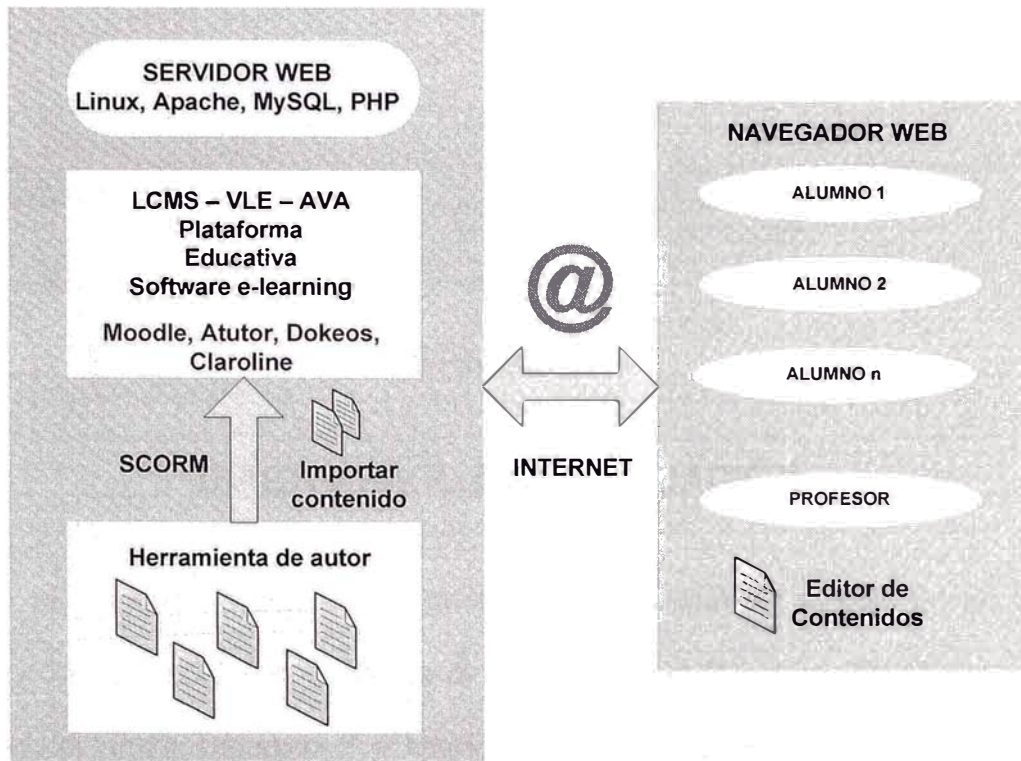 SERVIDOR WEB
Linux, Apache, MySQL, PHP
LCMS – VLE – AVA
Plataforma
Educativa
Software e-learning
Moodle, Atutor, Dokeos,
Claroline
SCORM
Importar
contenido
Herramienta de autor
@
INTERNET
NAVEGADOR WEB
ALUMNO 1
ALUMNO 2
ALUMNO n
PROFESOR
Editor de
Contenidos